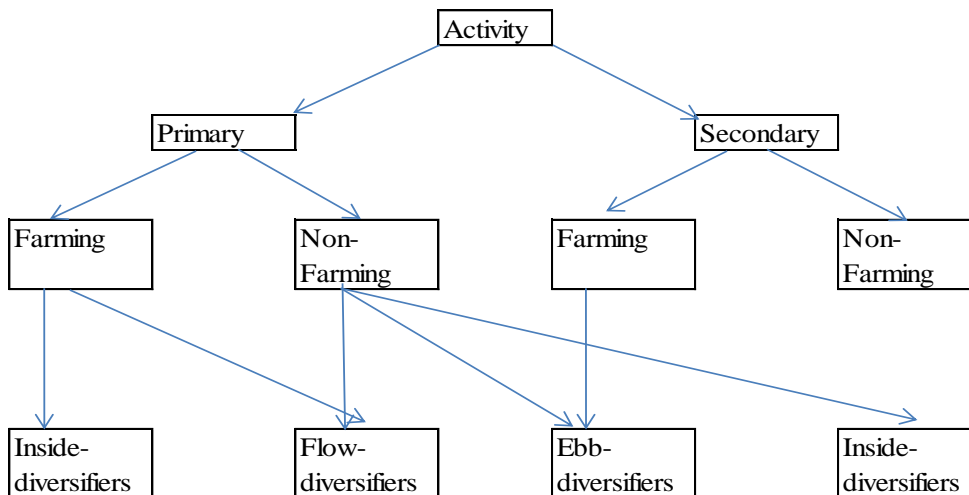 Activity
Primary
Secondary
Farming
Non-
Farming
Farming
Non-
Farming
Inside-
diversifiers
Flow-
diversifiers
Ebb-
diversifiers
Inside-
diversifiers